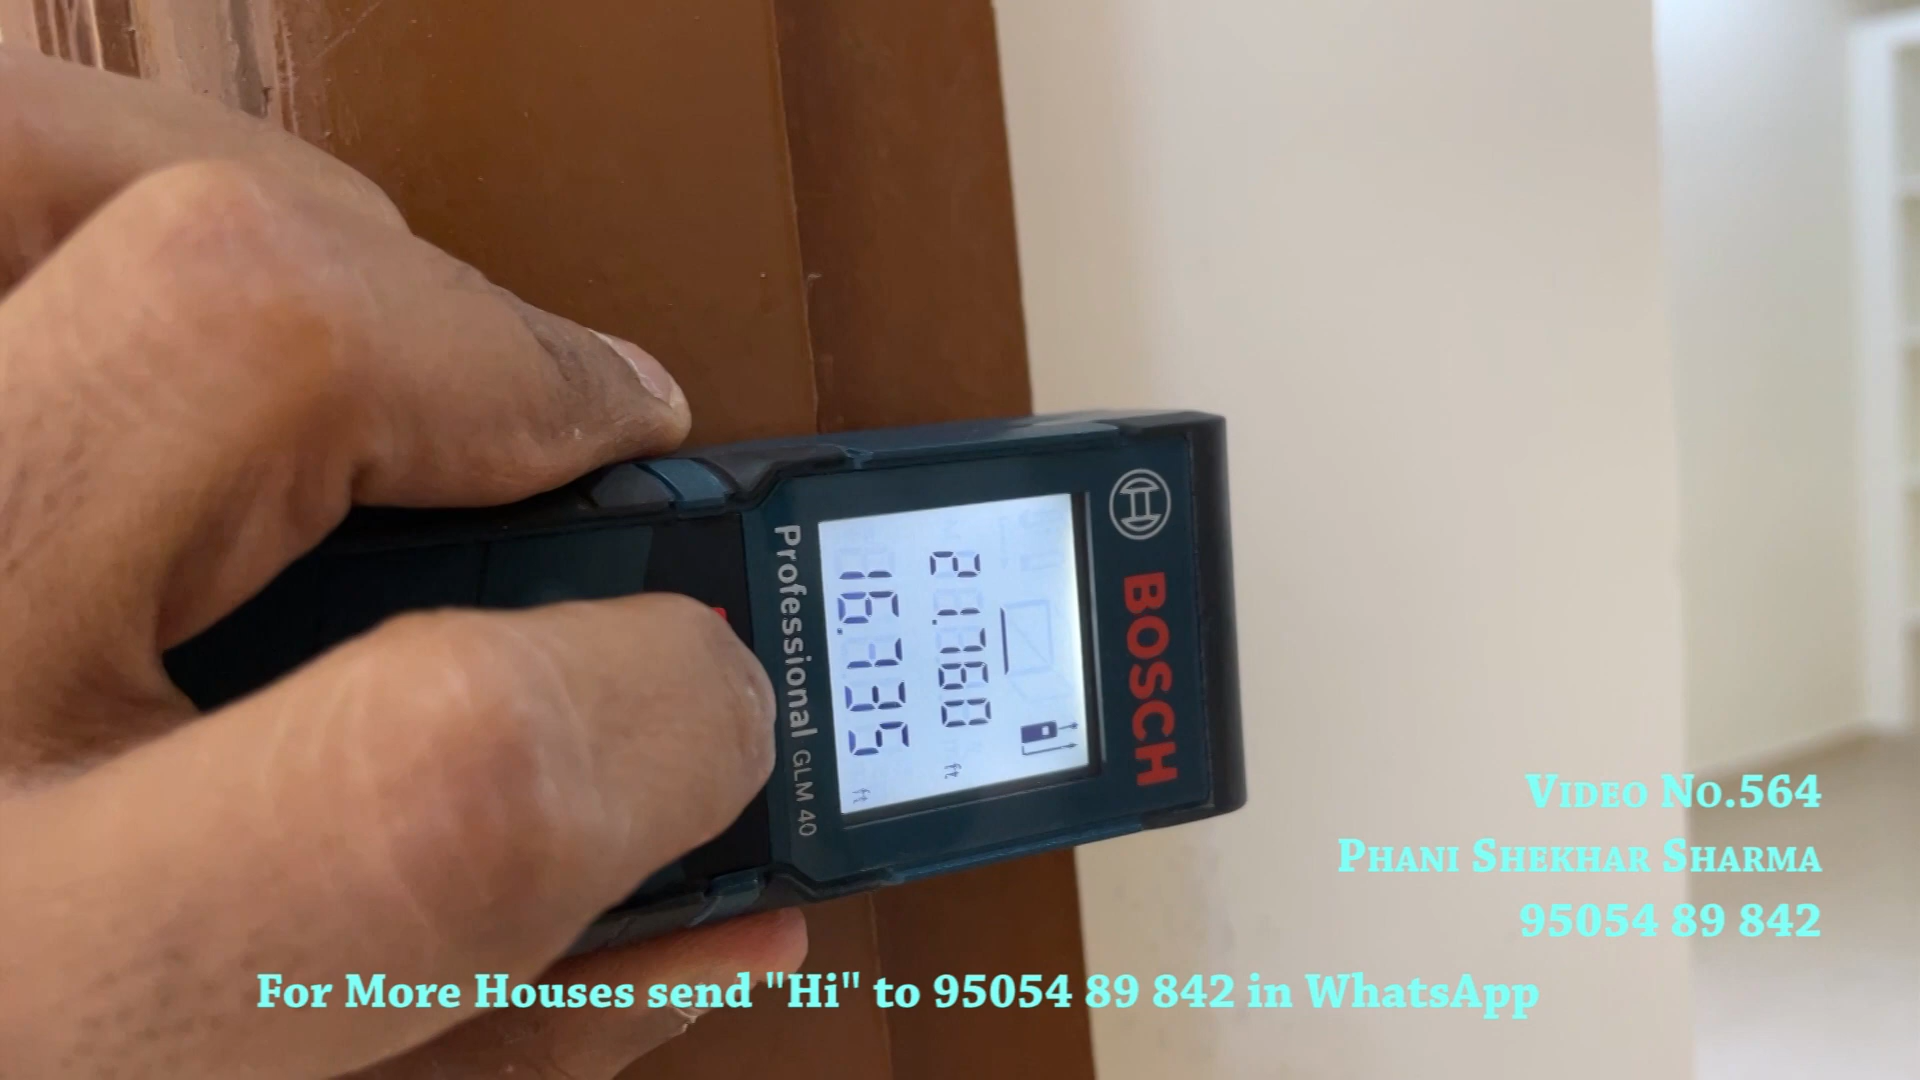 BOSCH
21.760 ft
16.735 ft
Professional GLM 40
Video No.564
Phani Shekhar Sharma
95054 89 842
For More Houses send "Hi" to 95054 89 842 in WhatsApp